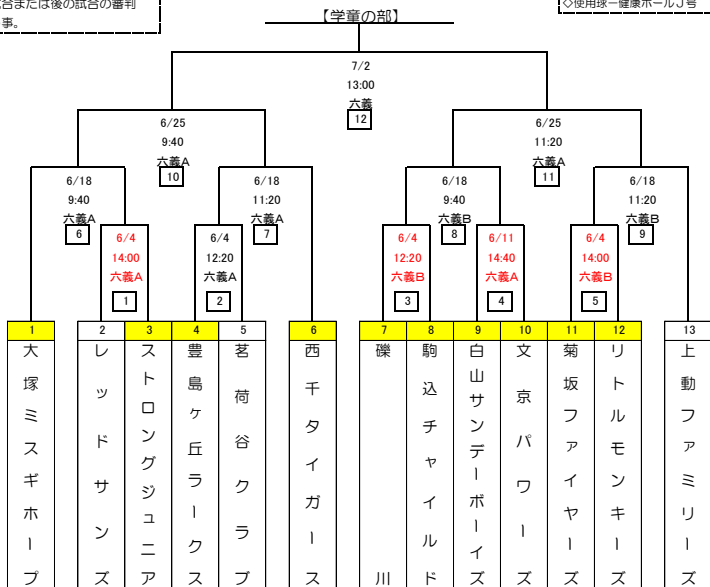 試合または後の試合の審判
事。
【学童の部】
◇使用球－健康ボールJ号
7/2
13:00
六義
12
6/25
9:40
六義A
10
6/25
11:20
六義A
11
6/18
9:40
六義A
6
6/18
11:20
六義A
7
6/18
9:40
六義B
8
6/18
11:20
六義B
9
6/4
14:00
六義A
1
6/4
12:20
六義A
2
6/4
12:20
六義B
3
6/11
14:40
六義A
4
6/4
14:00
六義B
5
1
大塚ミスギホープ
2
レッドサンズ
3
ストロングジュニア
4
豊島ヶ丘ラークス
5
茗荷谷クラブ
6
西千タイガース
7
礫川
8
駒込チャイルド
9
白山サンデーボーイズ
10
文京パワーズ
11
菊坂ファイヤーズ
12
リトルモンキーズ
13
上動ファミリーズ